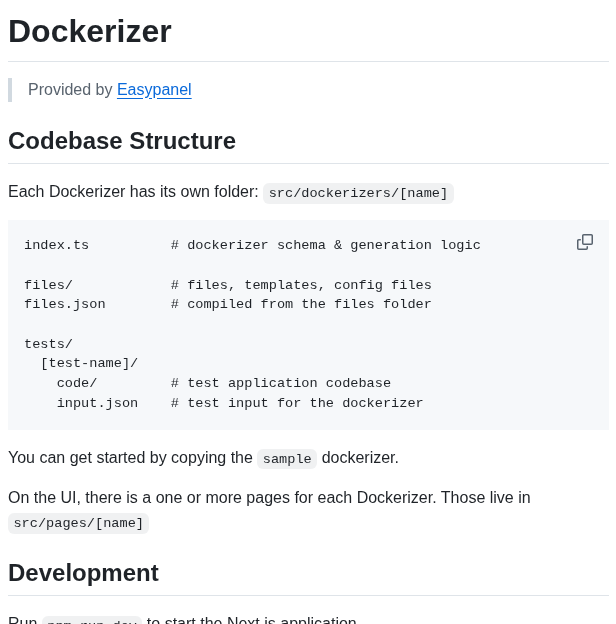 Dockerizer
Provided by Easypanel
Codebase Structure
Each Dockerizer has its own folder: src/dockerizers/[name]
index.ts          # dockerizer schema & generation logic
files/            # files, templates, config files
files.json        # compiled from the files folder
tests/
  [test-name]/
    code/         # test application codebase
    input.json    # test input for the dockerizer
You can get started by copying the sample dockerizer.
On the UI, there is a one or more pages for each Dockerizer. Those live in
src/pages/[name]
Development
Run npm run dev to start the Next.js application